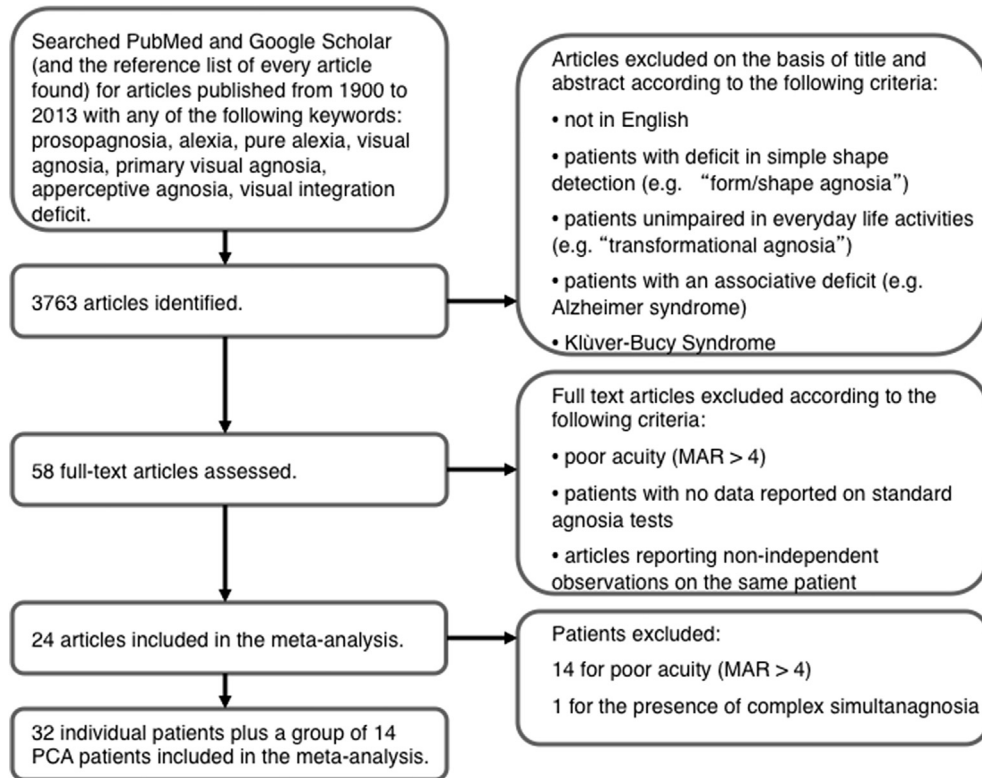 Searched PubMed and Google Scholar
(and the reference list of every article
found) for articles published from 1900 to
2013 with any of the following keywords:
prosopagnosia, alexia, pure alexia, visual
agnosia, primary visual agnosia,
apperceptive agnosia, visual integration
deficit.
3763 articles identified.
Articles excluded on the basis of title and
abstract according to the following criteria:
• not in English
• patients with deficit in simple shape
detection (e.g. “form/shape agnosia”)
• patients unimpaired in everyday life activities
(e.g. “transformational agnosia”)
• patients with an associative deficit (e.g.
Alzheimer syndrome)
• Klùver-Bucy Syndrome
58 full-text articles assessed.
Full text articles excluded according to the
following criteria:
• poor acuity (MAR > 4)
• patients with no data reported on standard
agnosia tests
• articles reporting non-independent
observations on the same patient
24 articles included in the meta-analysis.
Patients excluded:
14 for poor acuity (MAR > 4)
1 for the presence of complex simultanagnosia
32 individual patients plus a group of 14
PCA patients included in the meta-analysis.